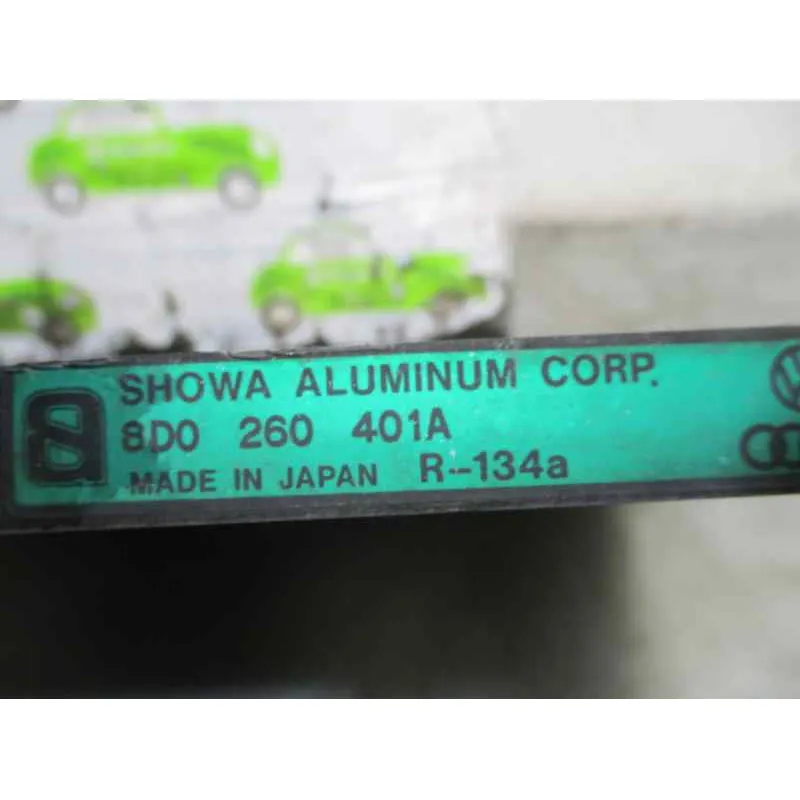 SHOWA ALUMINUM CORP.
8D0 260 401A
MADE IN JAPAN R-134a